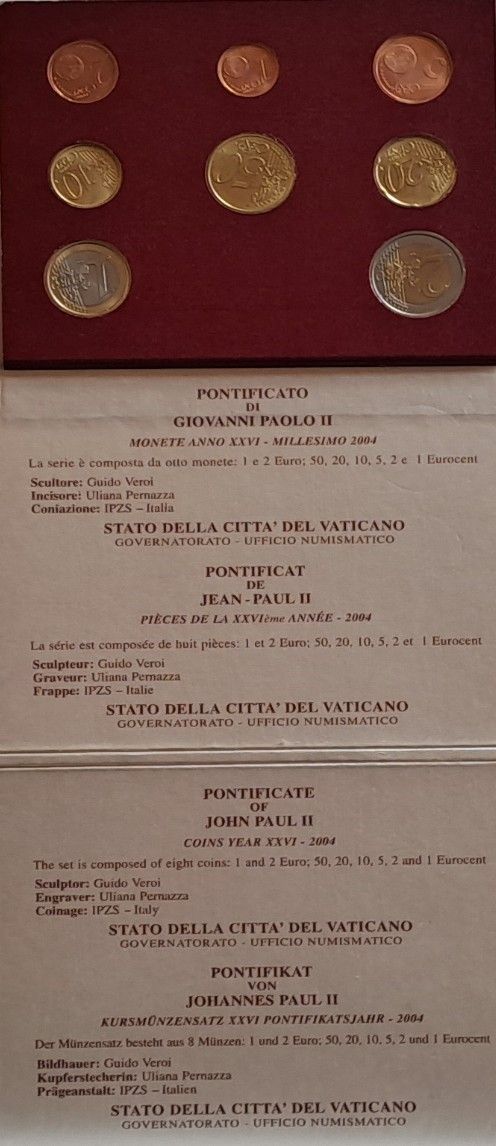 2
1
5
10
50
20
1
2
PONTIFICATO
DI
GIOVANNI PAOLO II
MONETE ANNO XXVI - MILLESIMO 2004
La serie è composta da otto monete: 1 e 2 Euro; 50, 20, 10, 5, 2 e 1 Eurocent
Scultore: Guido Veroi
Incisore: Uliana Pernazza
Coniazione: IPZS – Italia
STATO DELLA CITTA' DEL VATICANO
GOVERNATORATO - UFFICIO NUMISMATICO
PONTIFICAT
DE
JEAN-PAUL II
PIÈCES DE LA XXVIème ANNÉE - 2004
La série est composée de huit pièces: 1 et 2 Euro; 50, 20, 10, 5, 2 et 1 Eurocent
Sculpteur: Guido Veroi
Graveur: Uliana Pernazza
Frappe: IPZS – Italie
STATO DELLA CITTA' DEL VATICANO
GOVERNATORATO - UFFICIO NUMISMATICO
PONTIFICATE
OF
JOHN PAUL II
COINS YEAR XXVI - 2004
The set is composed of eight coins: 1 and 2 Euro; 50, 20, 10, 5, 2 and 1 Eurocent
Sculptor: Guido Veroi
Engraver: Uliana Pernazza
Coinage: IPZS – Italy
STATO DELLA CITTA' DEL VATICANO
GOVERNATORATO - UFFICIO NUMISMATICO
PONTIFIKAT
VON
JOHANNES PAUL II
KURSMÜNZENSATZ XXVI PONTIFIKATSJAHR - 2004
Der Münzensatz besteht aus 8 Münzen: 1 und 2 Euro; 50, 20, 10, 5, 2 und 1 Eurocent
Bildhauer: Guido Veroi
Kupferstecherin: Uliana Pernazza
Prägeanstalt: IPZS – Italien
STATO DELLA CITTA' DEL VATICANO
GOVERNATORATO - UFFICIO NUMISMATICO